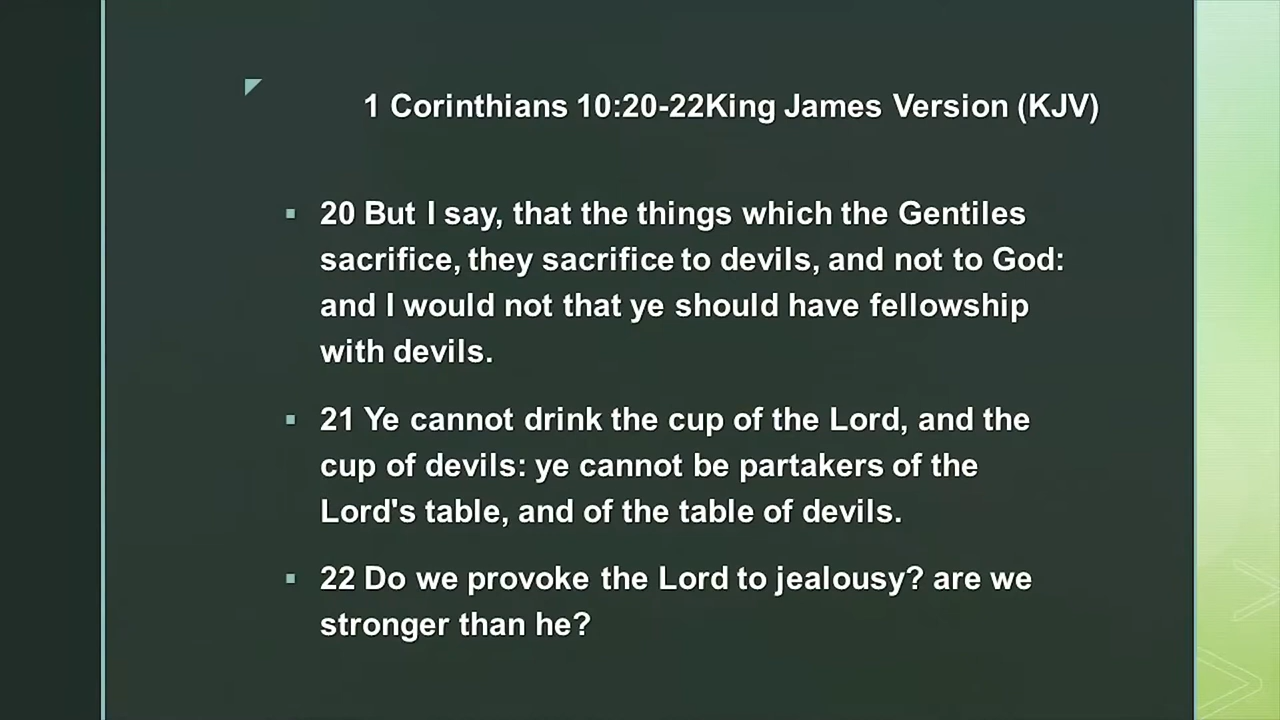 1 Corinthians 10:20-22King James Version (KJV)
20 But I say, that the things which the Gentiles
sacrifice, they sacrifice to devils, and not to God:
and I would not that ye should have fellowship
with devils.
21 Ye cannot drink the cup of the Lord, and the
cup of devils: ye cannot be partakers of the
Lord's table, and of the table of devils.
22 Do we provoke the Lord to jealousy? are we
stronger than he?